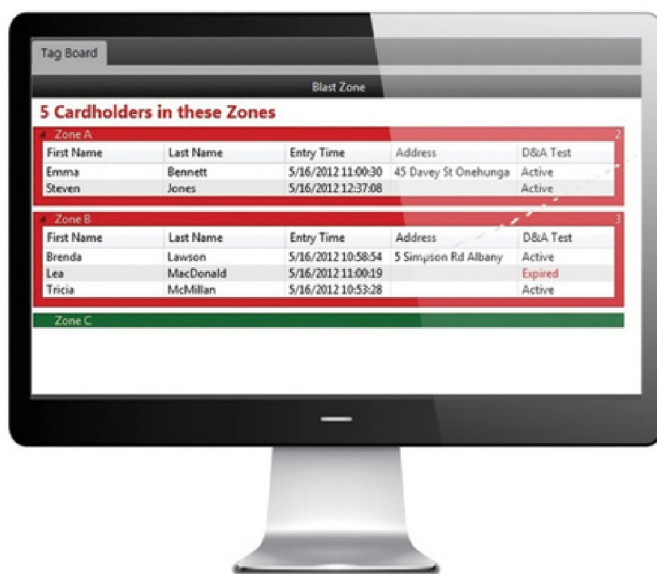 Tag Board
Blast Zone
5 Cardholders in these Zones
Zone A 2
First Name Last Name Entry Time Address D&A Test
Emma Bennett 5/16/2012 11:00:30 45 Davey St Onehunga Active
Steven Jones 5/16/2012 12:37:08 Active
Zone B 3
First Name Last Name Entry Time Address D&A Test
Brenda Lawson 5/16/2012 10:58:54 5 Simpson Rd Albany Active
Lea MacDonald 5/16/2012 11:00:19 Expired
Tricia McMillan 5/16/2012 10:53:28 Active
Zone C